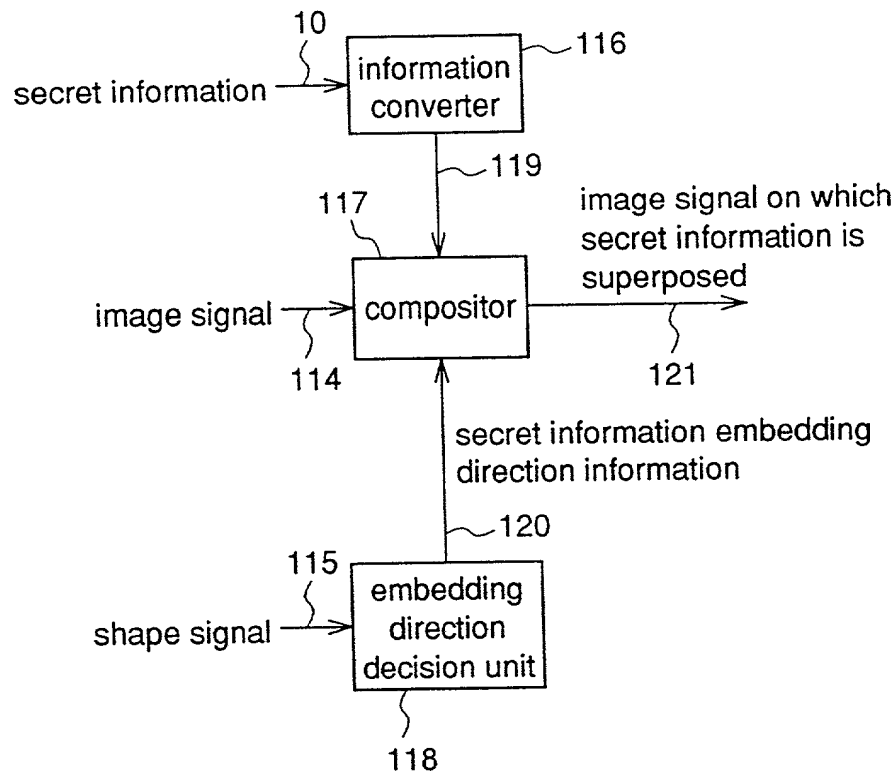 10
116
secret information
information
converter
119
117
image signal on which
secret information is
superposed
image signal
compositor
114
121
secret information embedding
direction information
120
115
shape signal
embedding
direction
decision unit
118